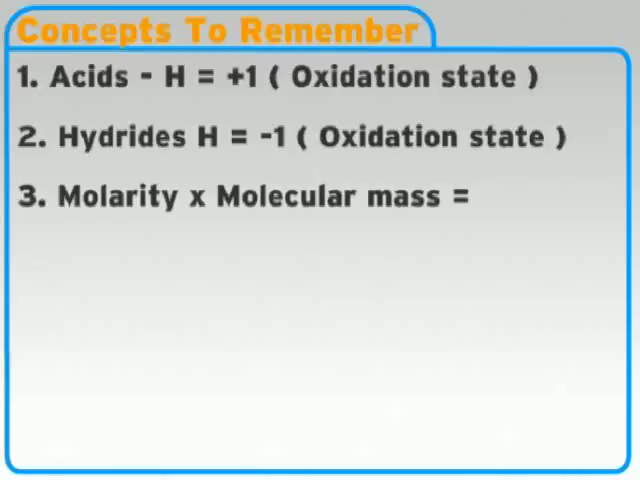 Concepts To Remember
1. Acids - H = +1 ( Oxidation state )
2. Hydrides H = -1 ( Oxidation state )
3. Molarity x Molecular mass =